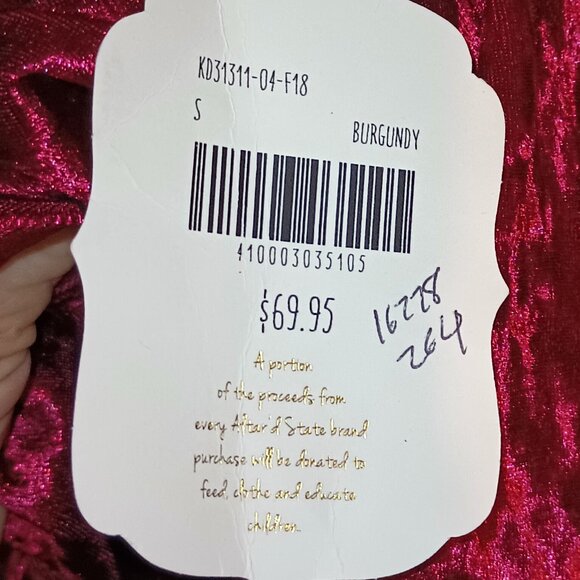 KD31311-04-F18
S
BURGUNDY
410003035105
$69.95
16228
264
A portion
of the proceeds from
every Altar'd State brand
purchase will be donated to
feed, clothe and educate
children.